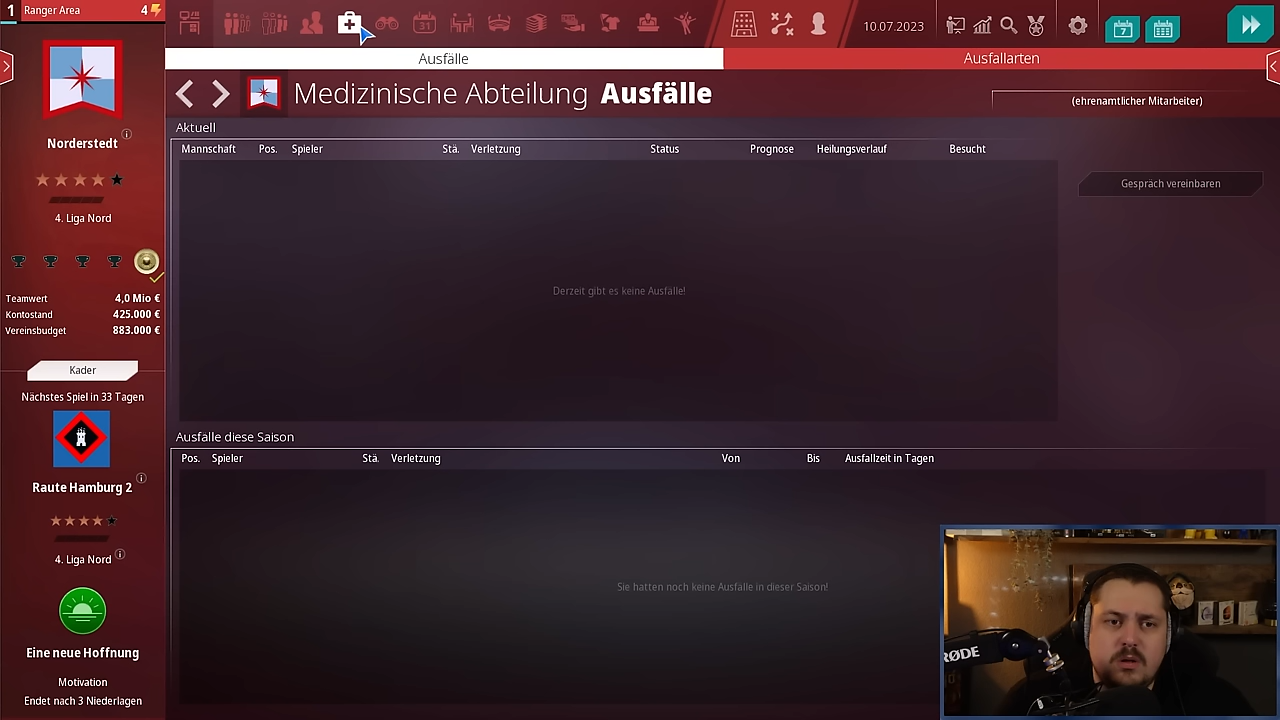 1 Ranger Area 4
31
10.07.2023
7
Ausfälle
Ausfallarten
Medizinische Abteilung Ausfälle
(ehrenamtlicher Mitarbeiter)
Norderstedt
4. Liga Nord
Teamwert 4,0 Mio €
Kontostand 425.000 €
Vereinsbudget 883.000 €
Kader
Nächstes Spiel in 33 Tagen
Raute Hamburg 2
4. Liga Nord
Eine neue Hoffnung
Motivation
Endet nach 3 Niederlagen
Aktuell
Mannschaft Pos. Spieler Stä. Verletzung Status Prognose Heilungsverlauf Besucht
Gespräch vereinbaren
Derzeit gibt es keine Ausfälle!
Ausfälle diese Saison
Pos. Spieler Stä. Verletzung Von Bis Ausfallzeit in Tagen
Sie hatten noch keine Ausfälle in dieser Saison!
RØDE